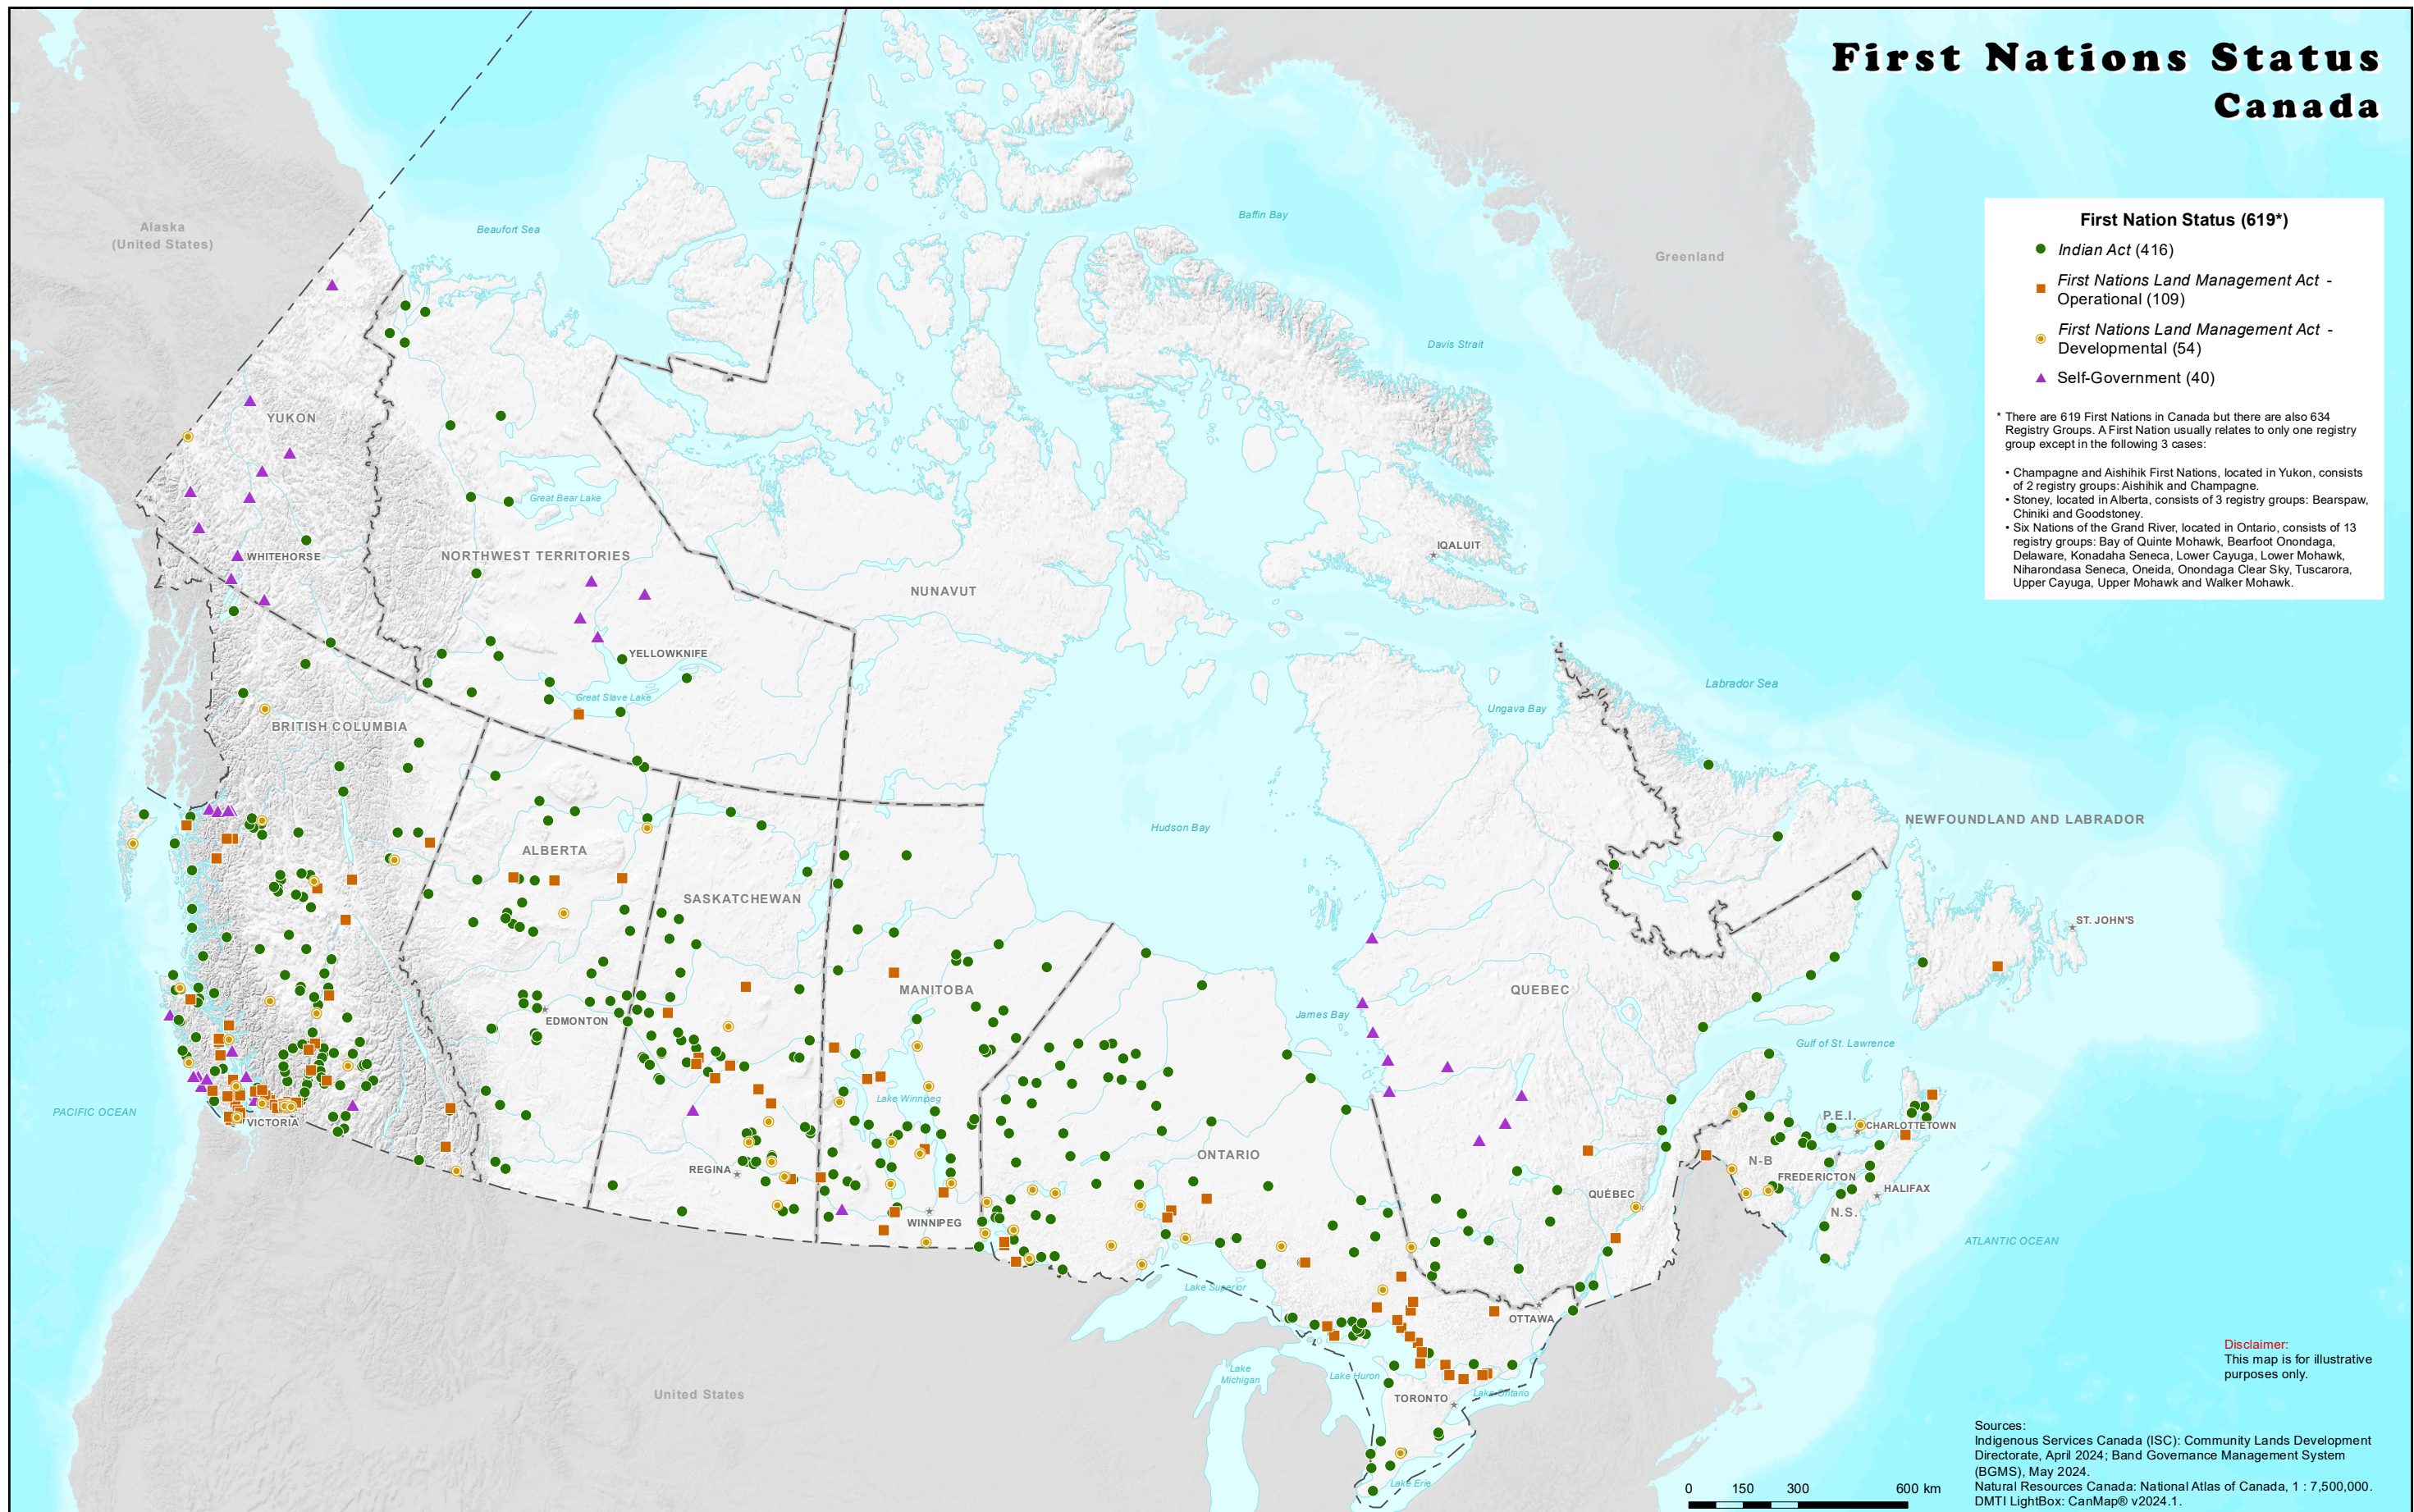 First Nations Status
Canada
First Nation Status (619*)
Indian Act (416)
First Nations Land Management Act -
Operational (109)
First Nations Land Management Act -
Developmental (54)
Self-Government (40)
* There are 619 First Nations in Canada but there are also 634
Registry Groups. A First Nation usually relates to only one registry
group except in the following 3 cases:
• Champagne and Aishihik First Nations, located in Yukon, consists
of 2 registry groups: Aishihik and Champagne.
• Stoney, located in Alberta, consists of 3 registry groups: Bearspaw,
Chiniki and Goodstoney.
• Six Nations of the Grand River, located in Ontario, consists of 13
registry groups: Bay of Quinte Mohawk, Bearfoot Onondaga,
Delaware, Konadaha Seneca, Lower Cayuga, Lower Mohawk,
Niharondasa Seneca, Oneida, Onondaga Clear Sky, Tuscarora,
Upper Cayuga, Upper Mohawk and Walker Mohawk.
Alaska
(United States)
Beaufort Sea
Baffin Bay
Greenland
Davis Strait
YUKON
Great Bear Lake
WHITEHORSE
NORTHWEST TERRITORIES
IQALUIT
NUNAVUT
YELLOWKNIFE
Great Slave Lake
Labrador Sea
Ungava Bay
BRITISH COLUMBIA
Hudson Bay
NEWFOUNDLAND AND LABRADOR
ALBERTA
SASKATCHEWAN
ST. JOHN'S
MANITOBA
QUEBEC
EDMONTON
James Bay
Gulf of St. Lawrence
Lake Winnipeg
PACIFIC OCEAN
VICTORIA
P.E.I.
CHARLOTTETOWN
ONTARIO
N-B
REGINA
FREDERICTON
QUÉBEC
HALIFAX
N.S.
WINNIPEG
ATLANTIC OCEAN
Lake Superior
OTTAWA
Lake
Michigan
Lake Huron
United States
TORONTO
Lake Ontario
Lake Erie
Disclaimer:
This map is for illustrative
purposes only.
Sources:
Indigenous Services Canada (ISC): Community Lands Development
Directorate, April 2024; Band Governance Management System
(BGMS), May 2024.
Natural Resources Canada: National Atlas of Canada, 1 : 7,500,000.
DMTI LightBox: CanMap® v2024.1.
0 150 300 600 km